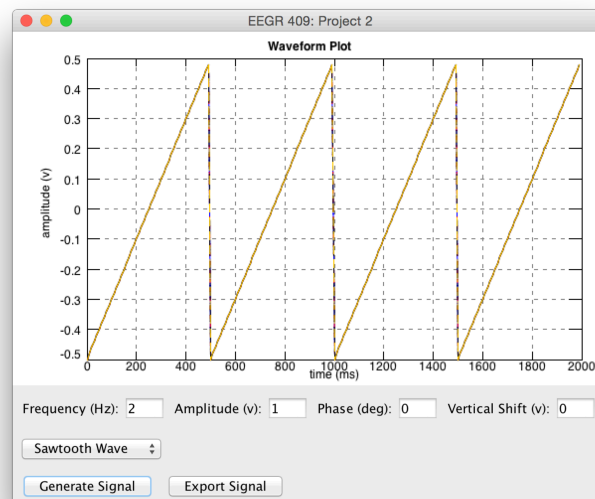 EEGR 409: Project 2
Waveform Plot
0.5
0.4
0.3
0.2
0.1
0
-0.1
-0.2
-0.3
-0.4
-0.5
amplitude (v)
0 200 400 600 800 1000 1200 1400 1600 1800 2000
time (ms)
Frequency (Hz): 2 Amplitude (v): 1 Phase (deg): 0 Vertical Shift (v): 0
Sawtooth Wave
Generate Signal Export Signal